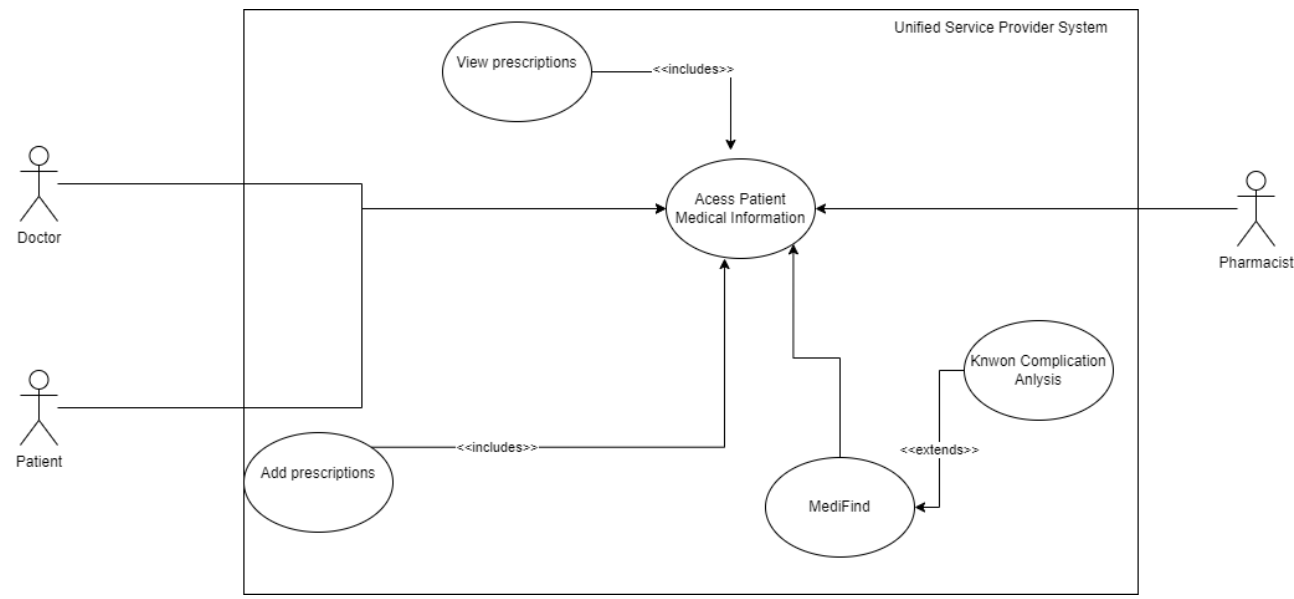 Unified Service Provider System
View prescriptions
<<includes>>
Doctor
Acess Patient
Medical Information
Pharmacist
Knwon Complication
Anlysis
Patient
<<includes>>
<<extends>>
Add prescriptions
MediFind